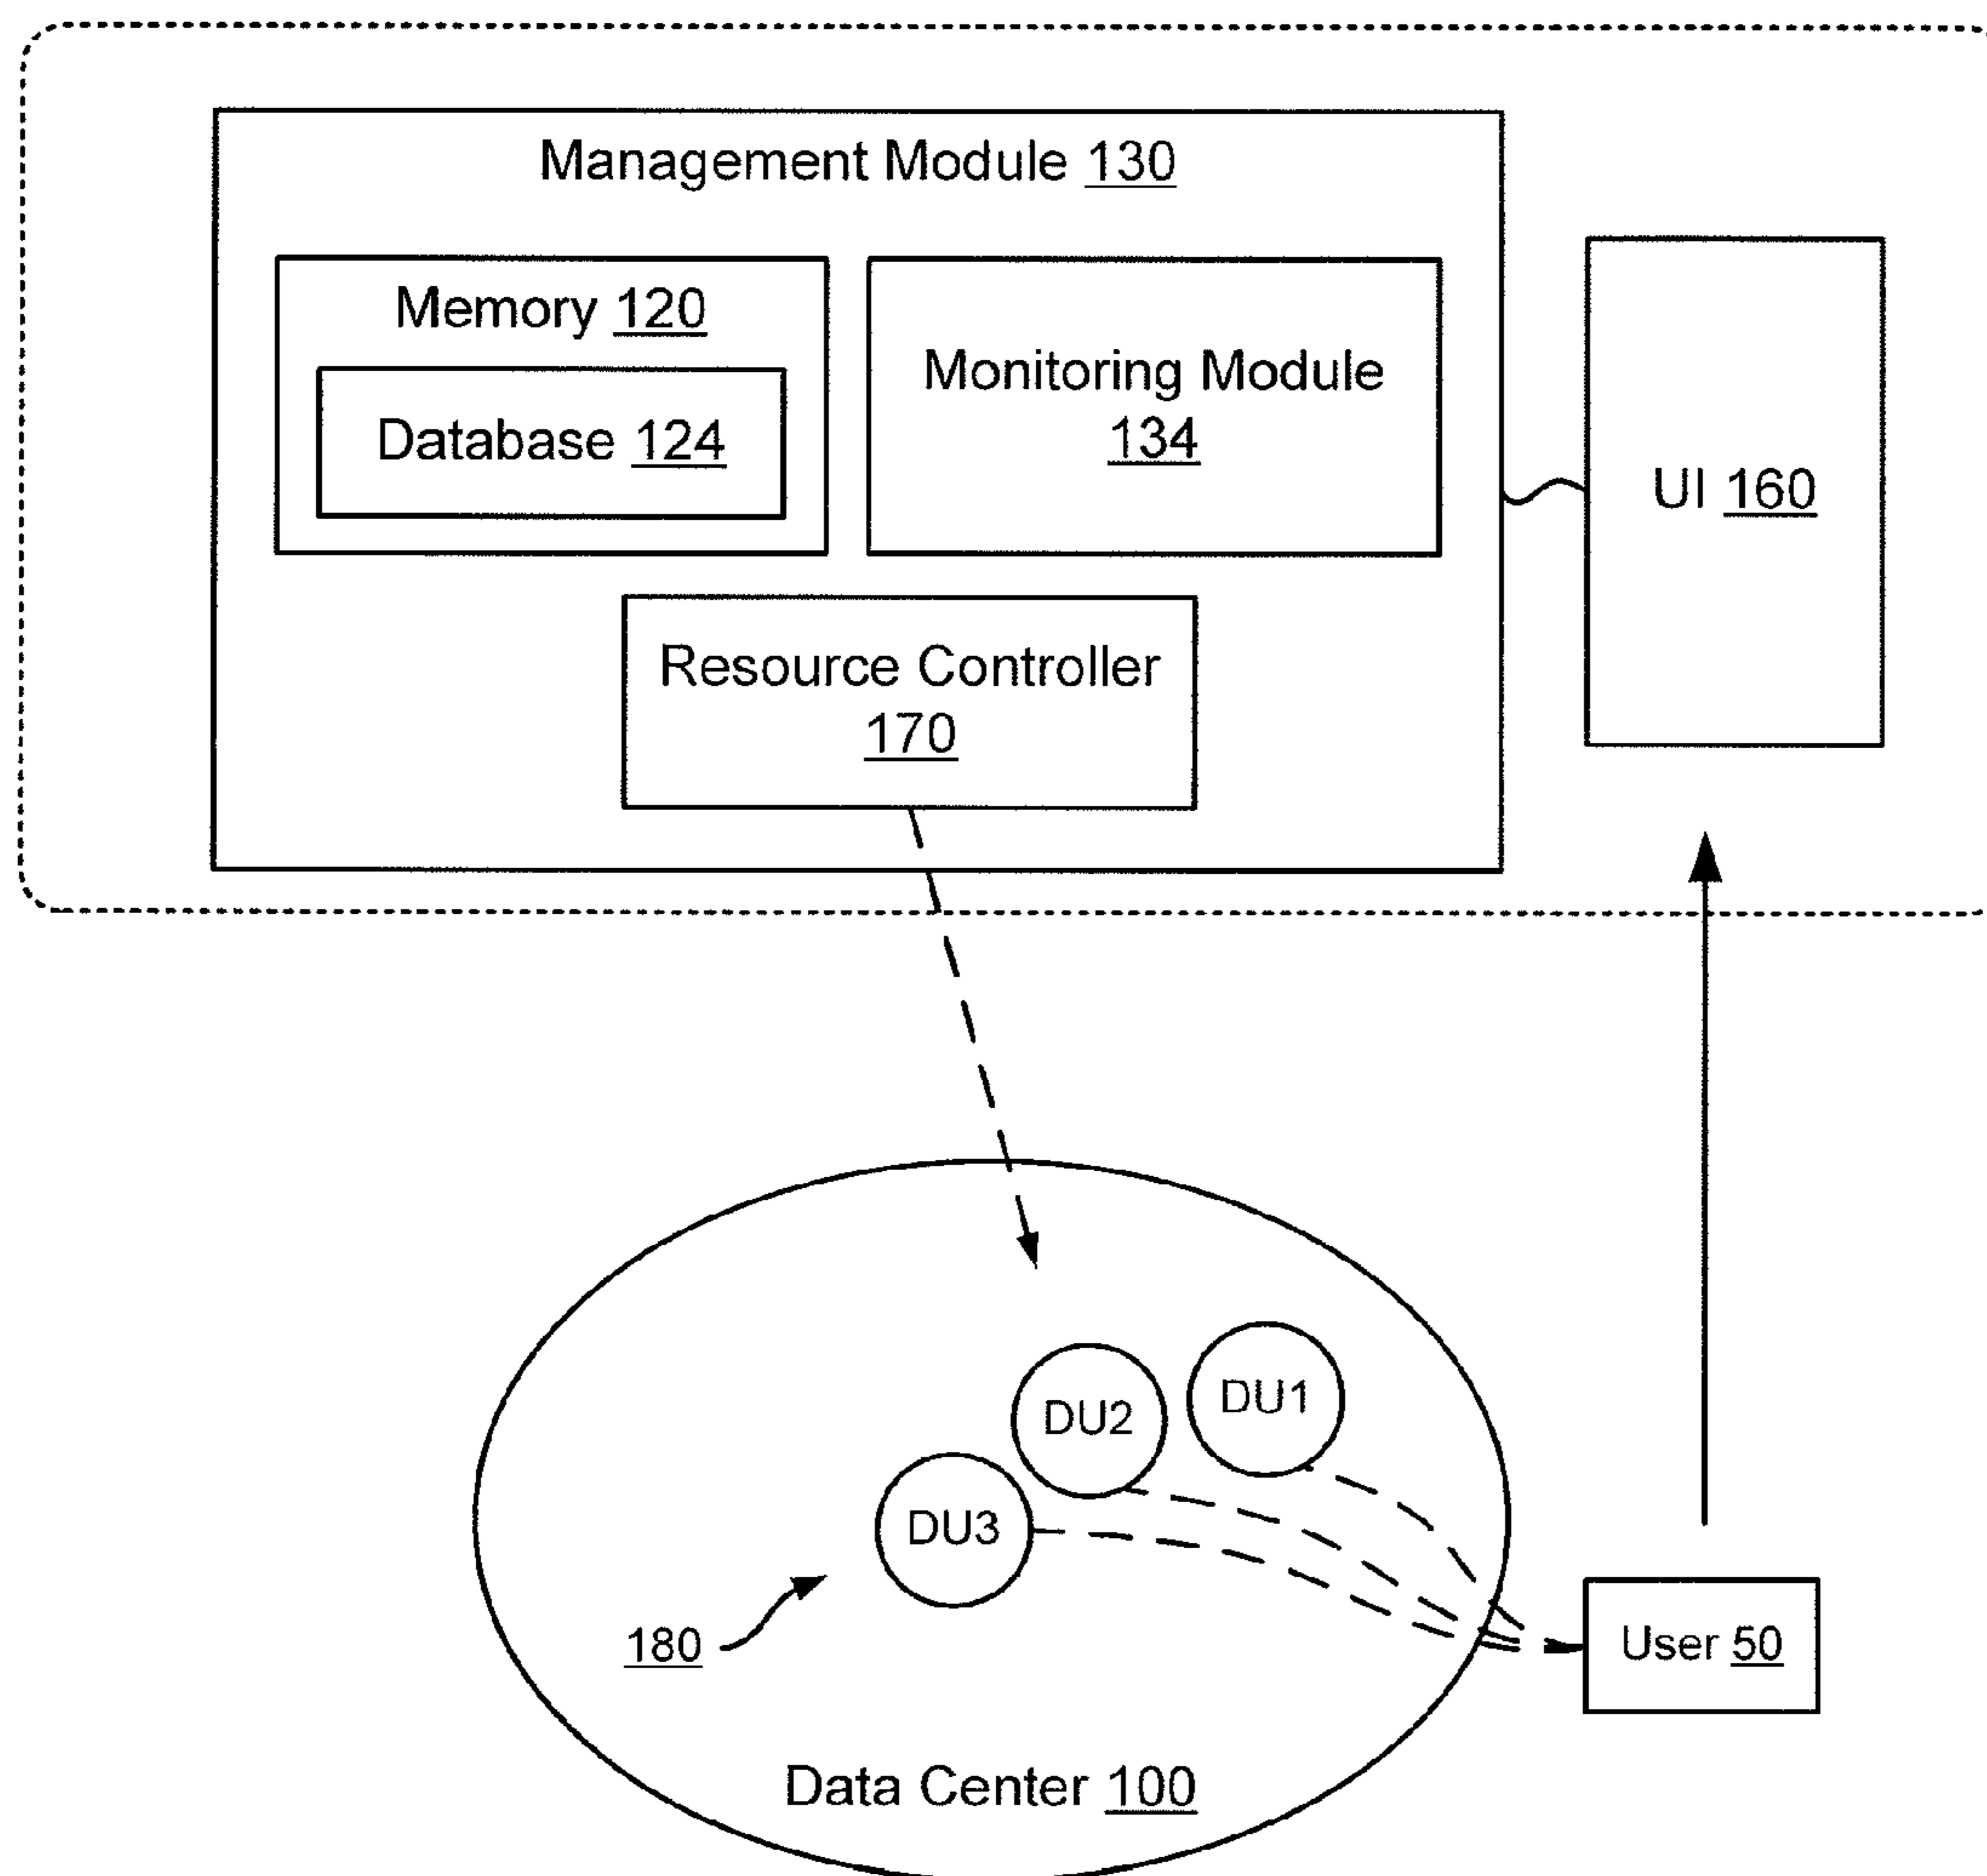 Management Module 130
Memory 120
Database 124
Monitoring Module
134
UI 160
Resource Controller
170
DU1
DU2
DU3
180
User 50
Data Center 100